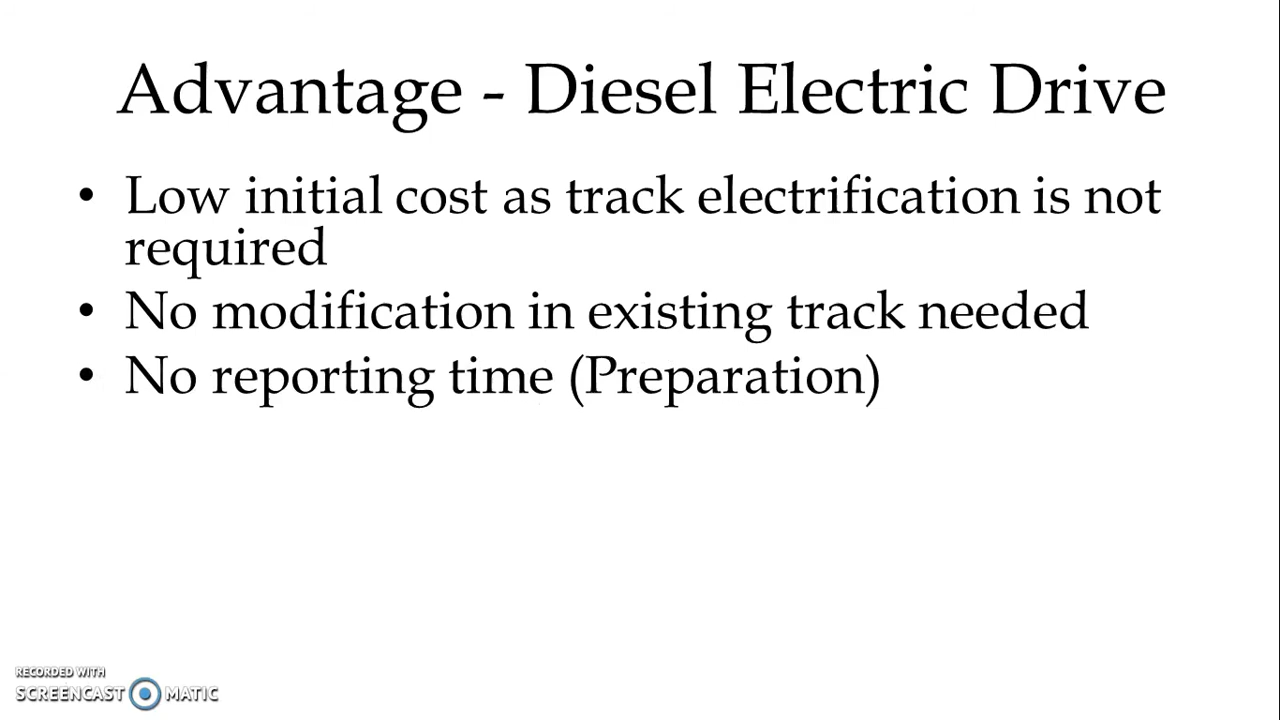 Advantage - Diesel Electric Drive
• Low initial cost as track electrification is not
required
• No modification in existing track needed
• No reporting time (Preparation)
RECORDED WITH
SCREENCAST MATIC